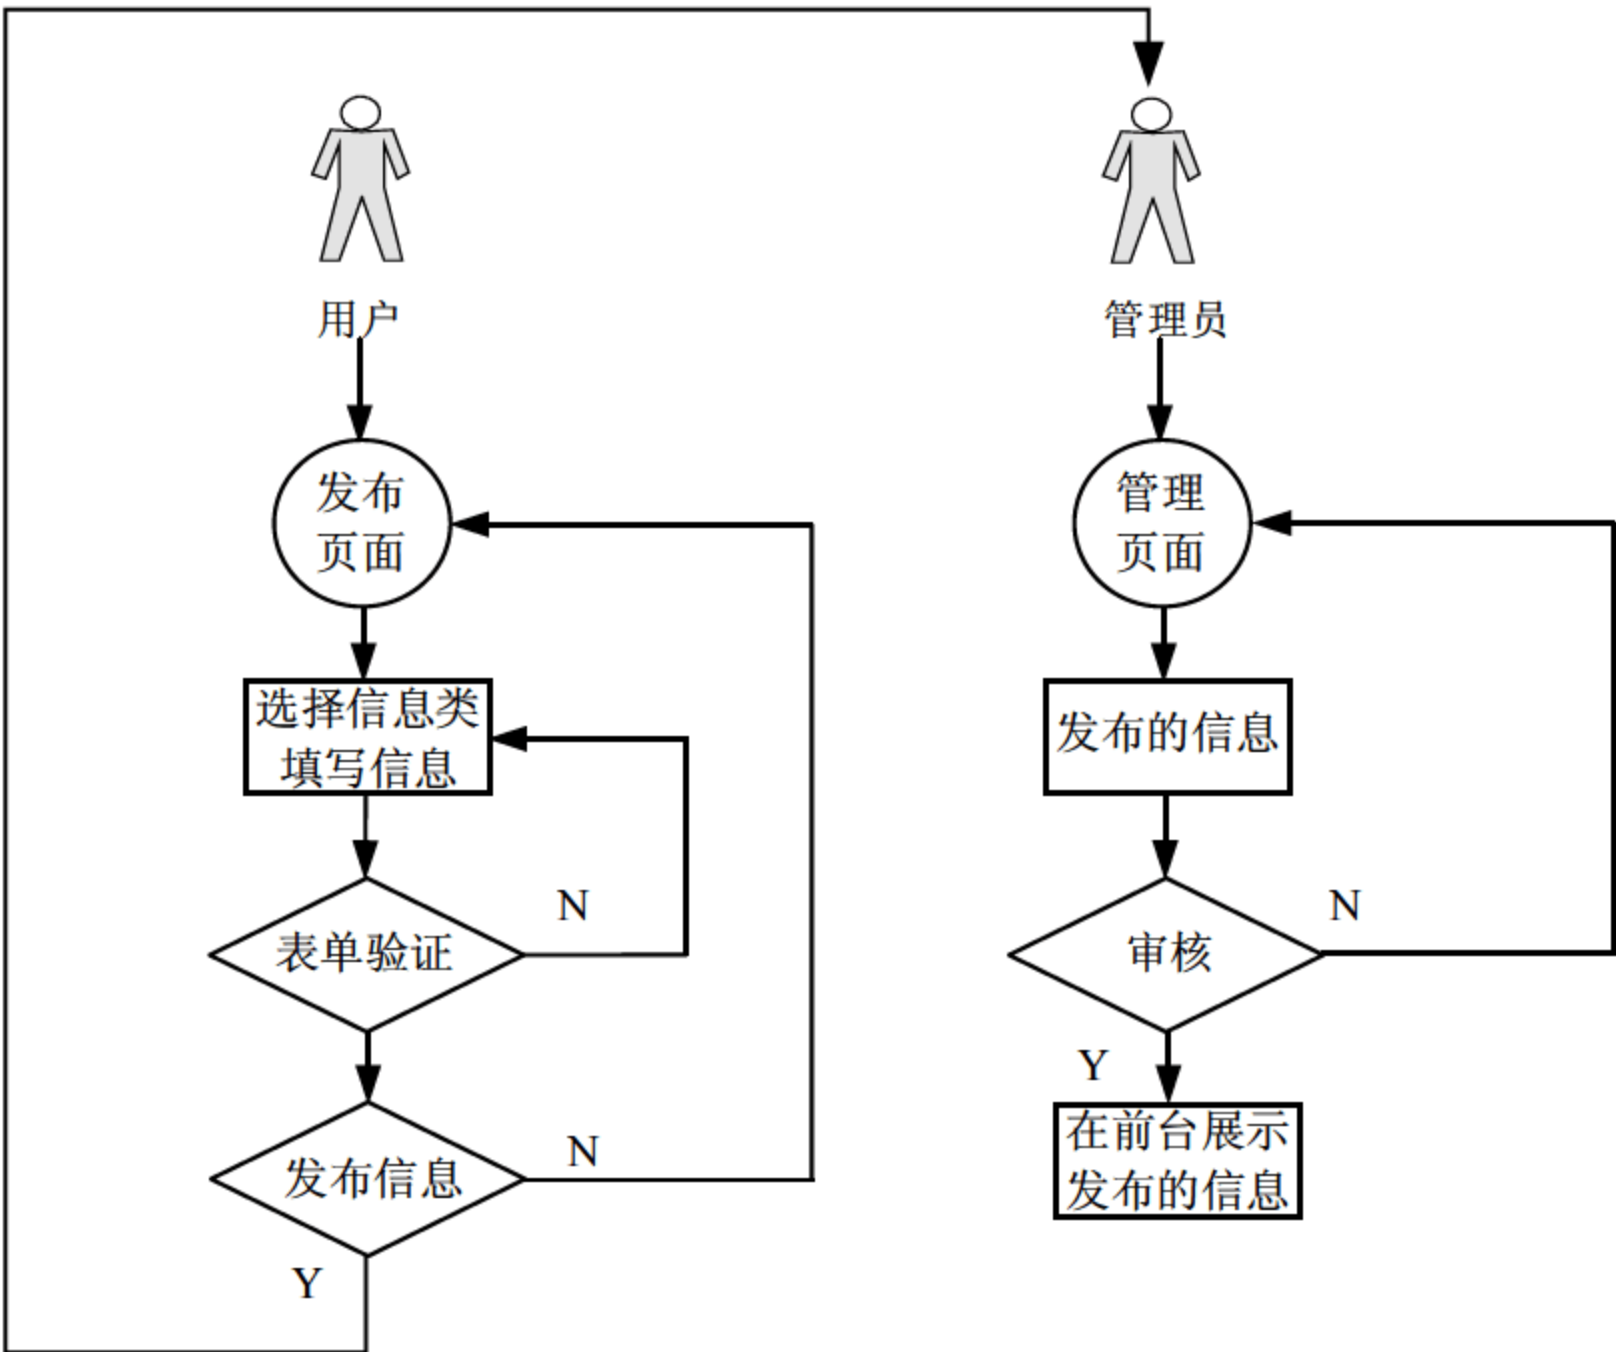 用户
发布
页面
选择信息类
填写信息
N
表单验证
N
发布信息
Y
管理员
管理
页面
发布的信息
N
审核
Y
在前台展示
发布的信息